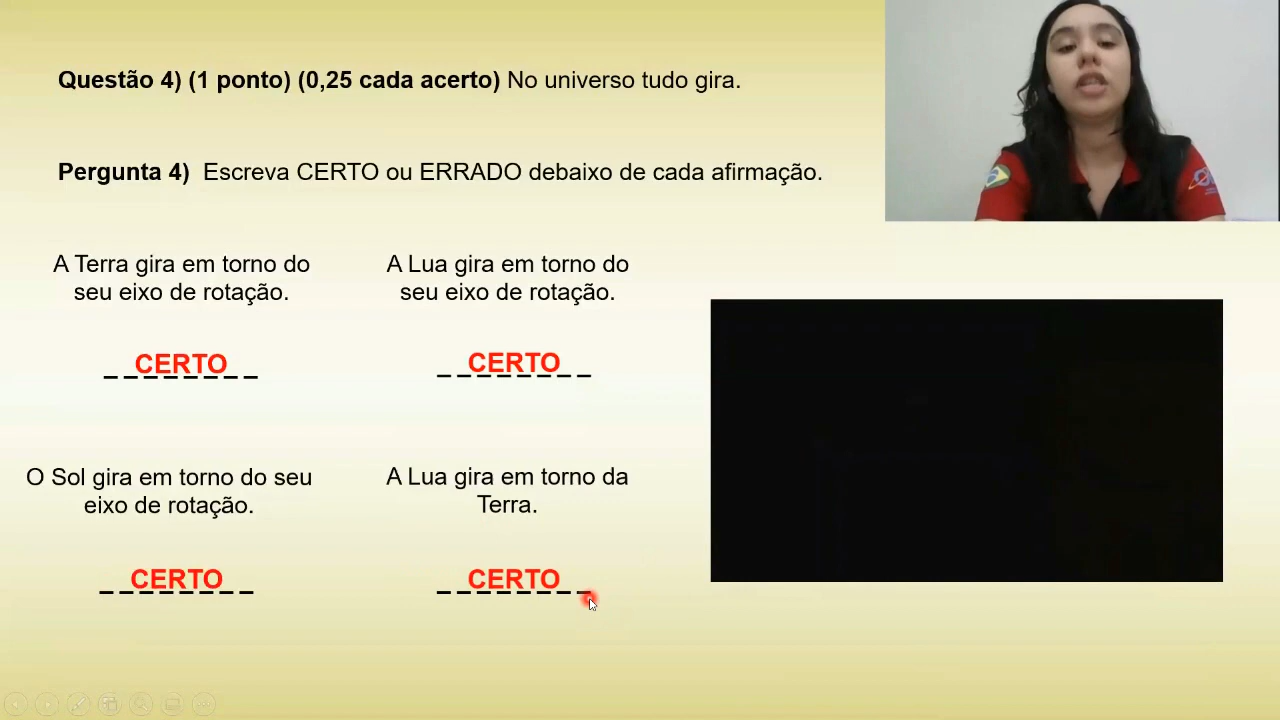 Questão 4) (1 ponto) (0,25 cada acerto) No universo tudo gira.
Pergunta 4) Escreva CERTO ou ERRADO debaixo de cada afirmação.
A Terra gira em torno do
seu eixo de rotação.
CERTO
A Lua gira em torno do
seu eixo de rotação.
CERTO
O Sol gira em torno do seu
eixo de rotação.
CERTO
A Lua gira em torno da
Terra.
CERTO